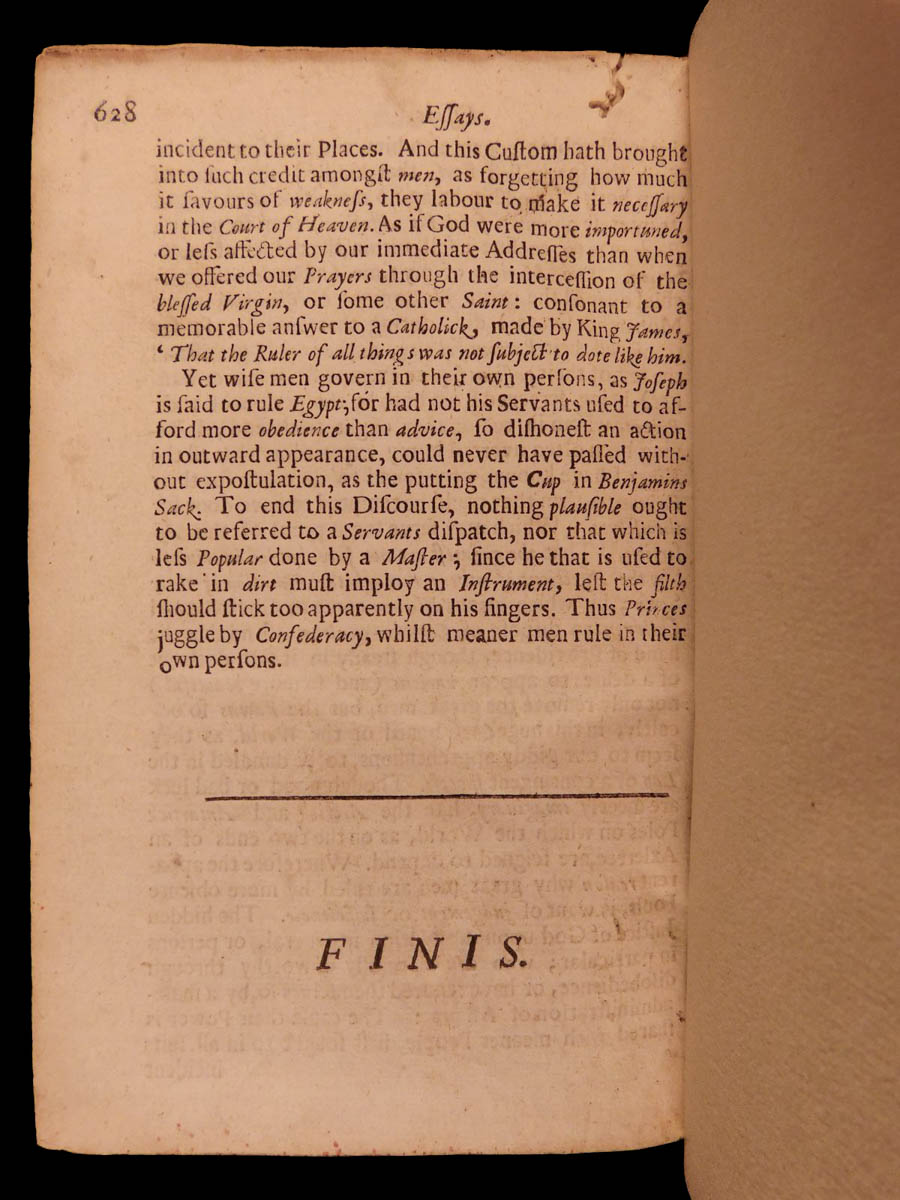 628
Eſſays.
incident to their Places. And this Cuſtom hath brought
into ſuch credit amongſt men, as forgetting how much
it ſavours of weakneſs, they labour to make it neceſſary
in the Court of Heaven. As if God were more importuned,
or leſs affected by our immediate Addreſſes than when
we offered our Prayers through the interceſſion of the
bleſſed Virgin, or ſome other Saint: conſonant to a
memorable anſwer to a Catholick, made by King James,
‘ That the Ruler of all things was not ſubject to dote like him.
Yet wiſe men govern in their own perſons, as Joſeph
is ſaid to rule Egypt; for had not his Servants uſed to af-
ford more obedience than advice, ſo diſhoneſt an action
in outward appearance, could never have paſſed with-
out expoſtulation, as the putting the Cup in Benjamins
Sack. To end this Diſcourſe, nothing plauſible ought
to be referred to a Servants diſpatch, nor that which is
leſs Popular done by a Maſter; ſince he that is uſed to
rake in dirt muſt imploy an Inſtrument, leſt the filth
ſhould ſtick too apparently on his fingers. Thus Princes
juggle by Confederacy, whilſt meaner men rule in their
own perſons.
FINIS.